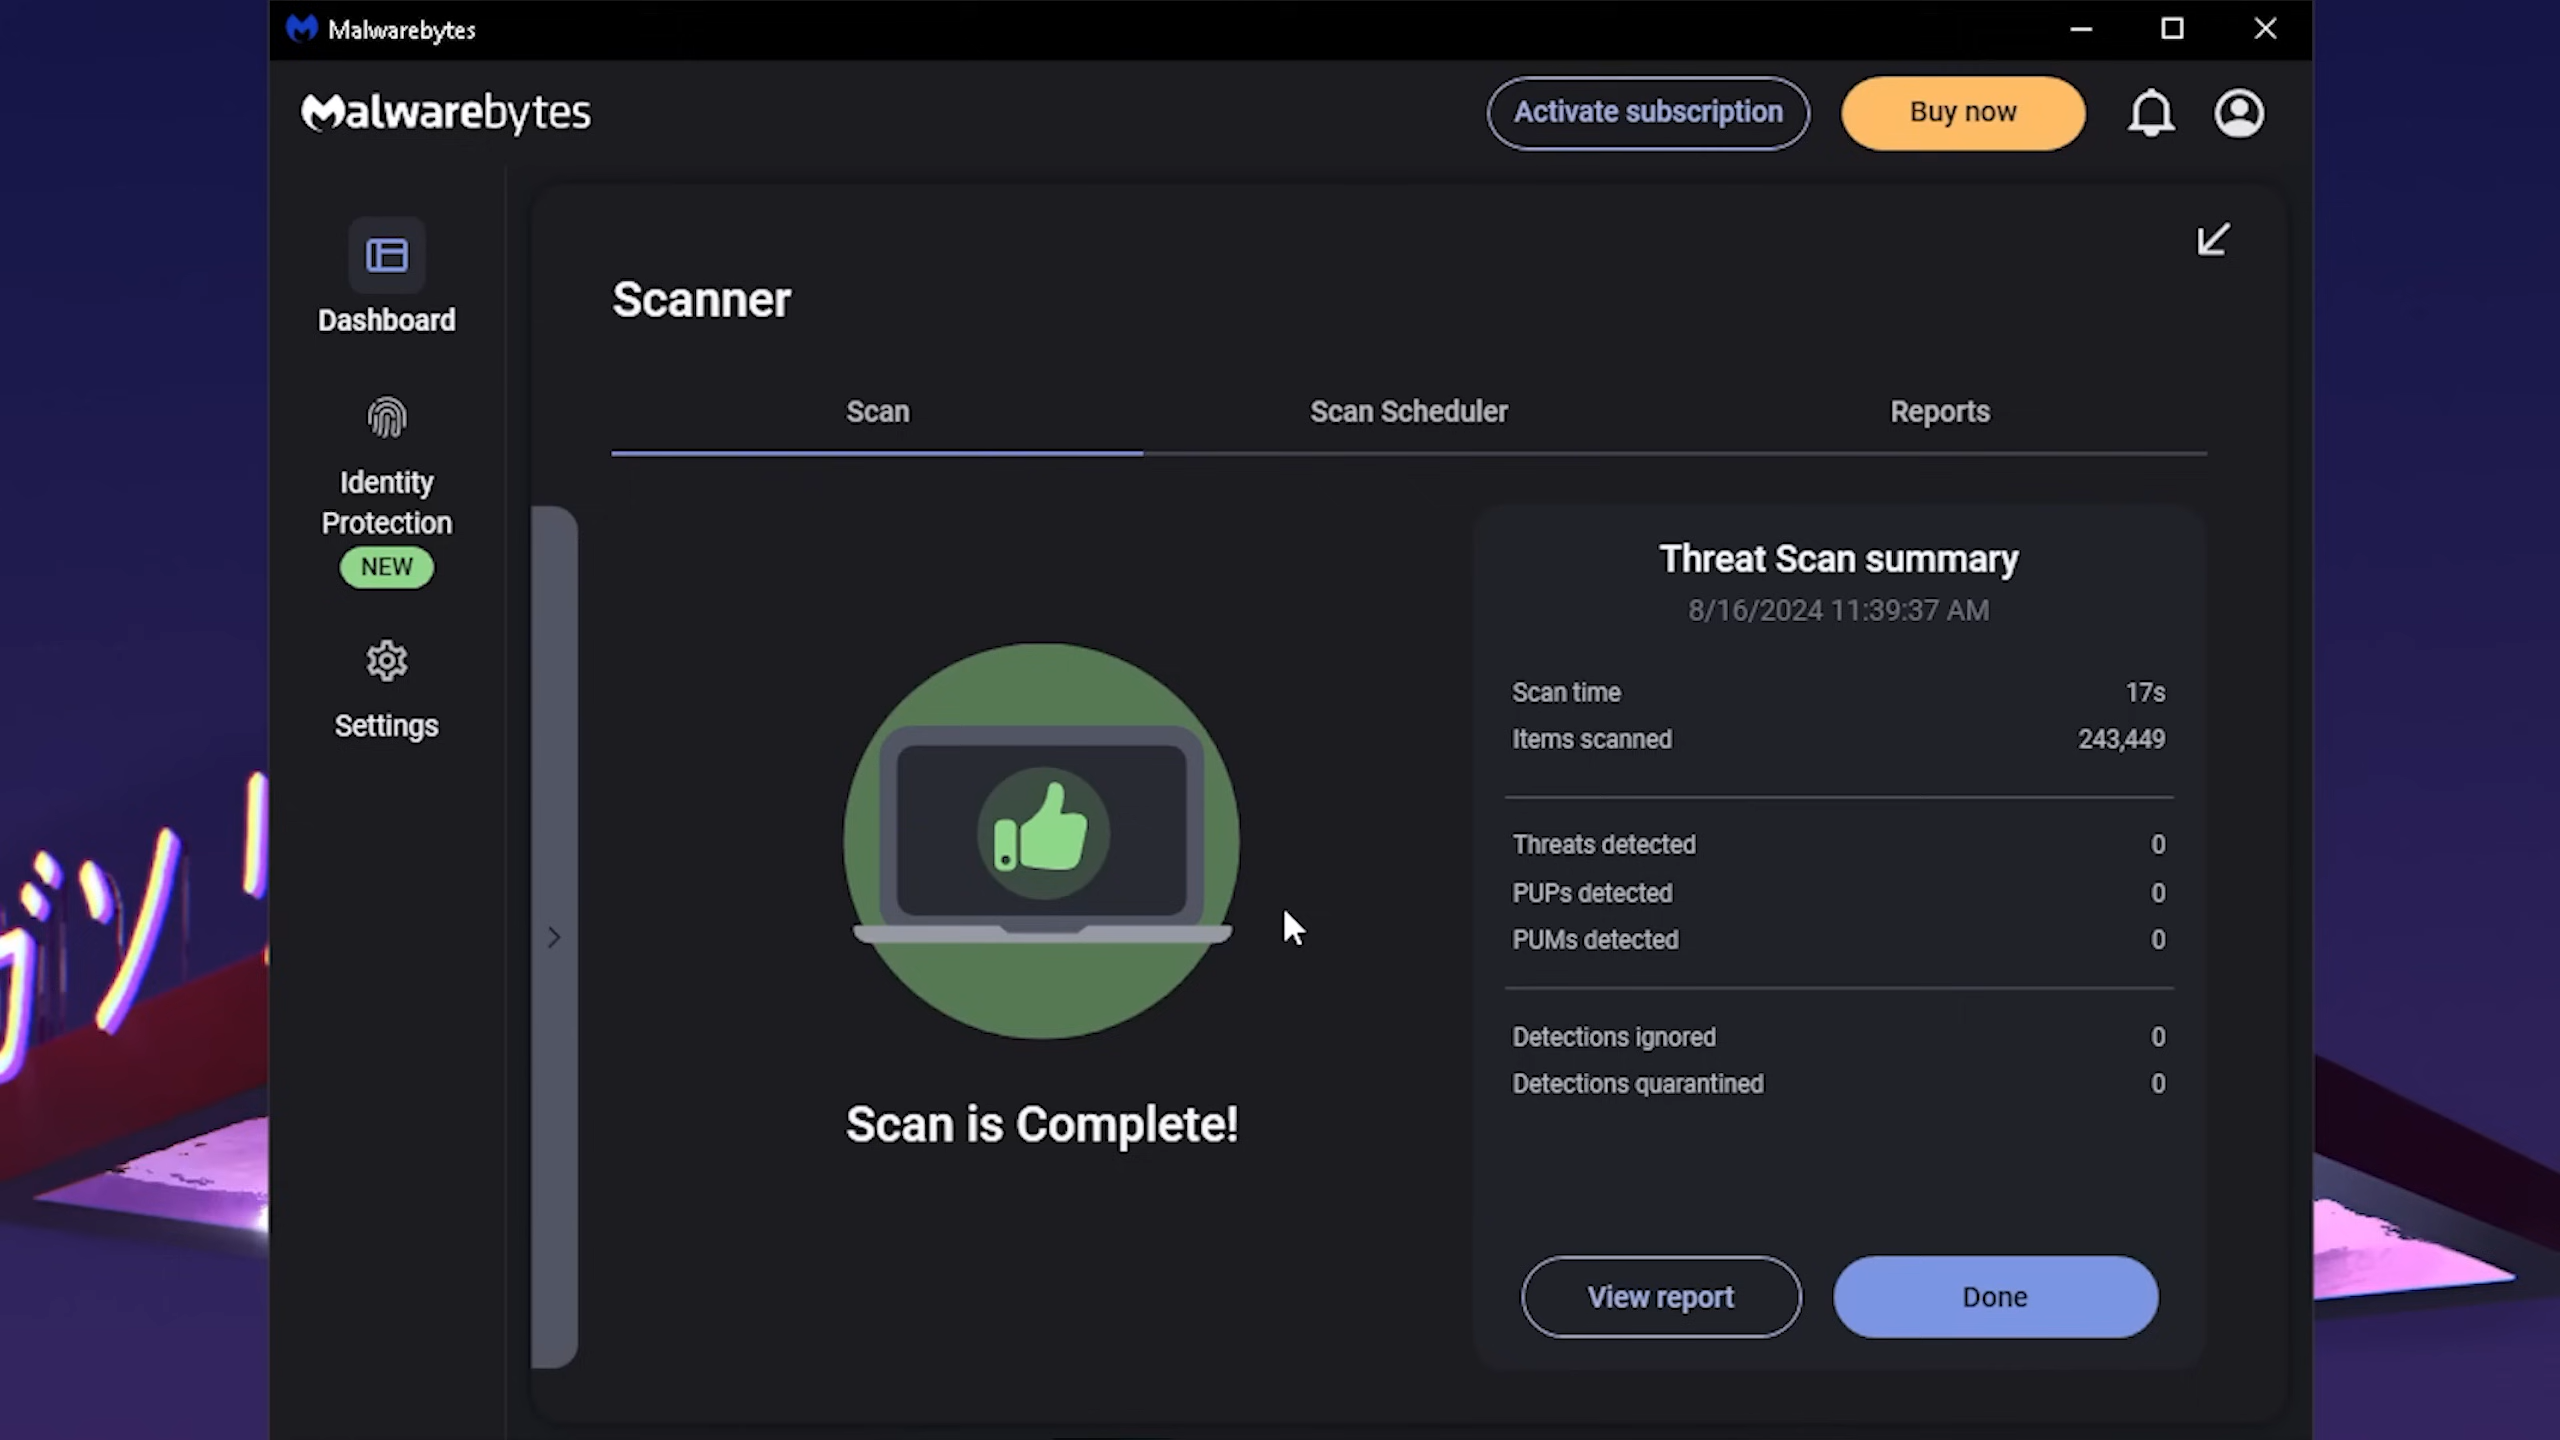 Malwarebytes
Malwarebytes
Activate subscription
Buy now
Dashboard
Identity
Protection
NEW
Settings
Scanner
Scan
Scan Scheduler
Reports
Scan is Complete!
Threat Scan summary
8/16/2024 11:39:37 AM
Scan time 17s
Items scanned 243,449
Threats detected 0
PUPs detected 0
PUMs detected 0
Detections ignored 0
Detections quarantined 0
View report
Done